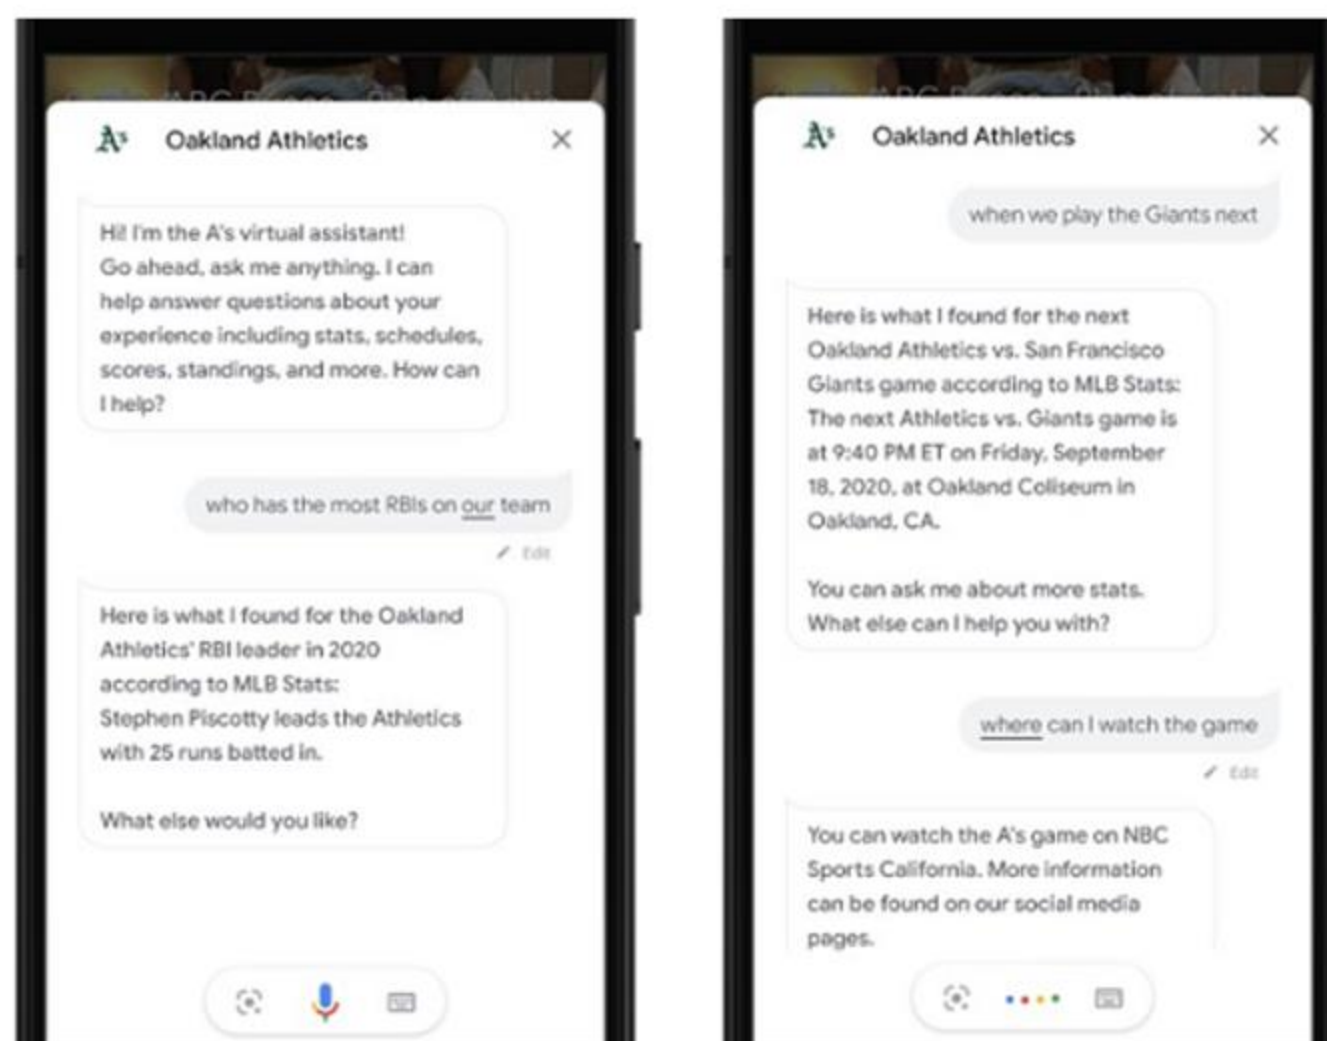 A's Oakland Athletics
Hi! I'm the A's virtual assistant!
Go ahead, ask me anything. I can
help answer questions about your
experience including stats, schedules,
scores, standings, and more. How can
I help?
who has the most RBIs on our team
Edit
Here is what I found for the Oakland
Athletics' RBI leader in 2020
according to MLB Stats:
Stephen Piscotty leads the Athletics
with 25 runs batted in.
What else would you like?
A's Oakland Athletics
when we play the Giants next
Here is what I found for the next
Oakland Athletics vs. San Francisco
Giants game according to MLB Stats:
The next Athletics vs. Giants game is
at 9:40 PM ET on Friday, September
18, 2020, at Oakland Coliseum in
Oakland, CA.
You can ask me about more stats.
What else can I help you with?
where can I watch the game
Edit
You can watch the A's game on NBC
Sports California. More information
can be found on our social media
pages.